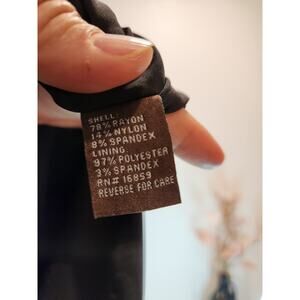 SHELL:
78% RAYON
14% NYLON
8% SPANDEX
LINING
97% POLYESTER
3% SPANDEX
RN# 16859
REVERSE FOR CARE